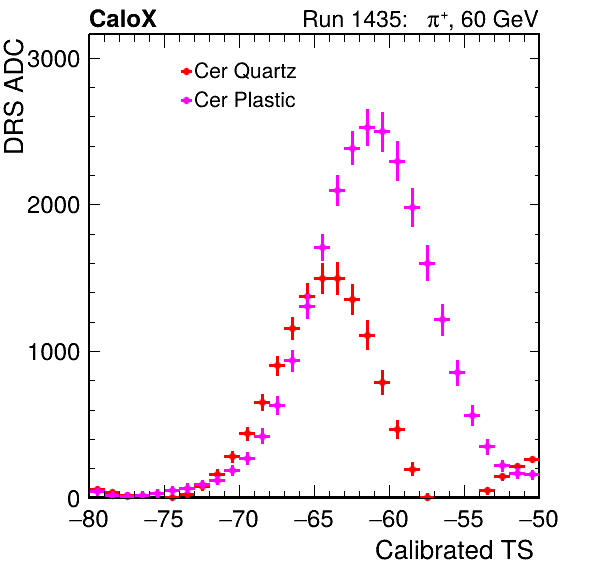 CaloX Run 1435: π⁺, 60 GeV
DRS ADC
Cer Quartz
Cer Plastic
3000
2000
1000
0
−80 −75 −70 −65 −60 −55 −50
Calibrated TS